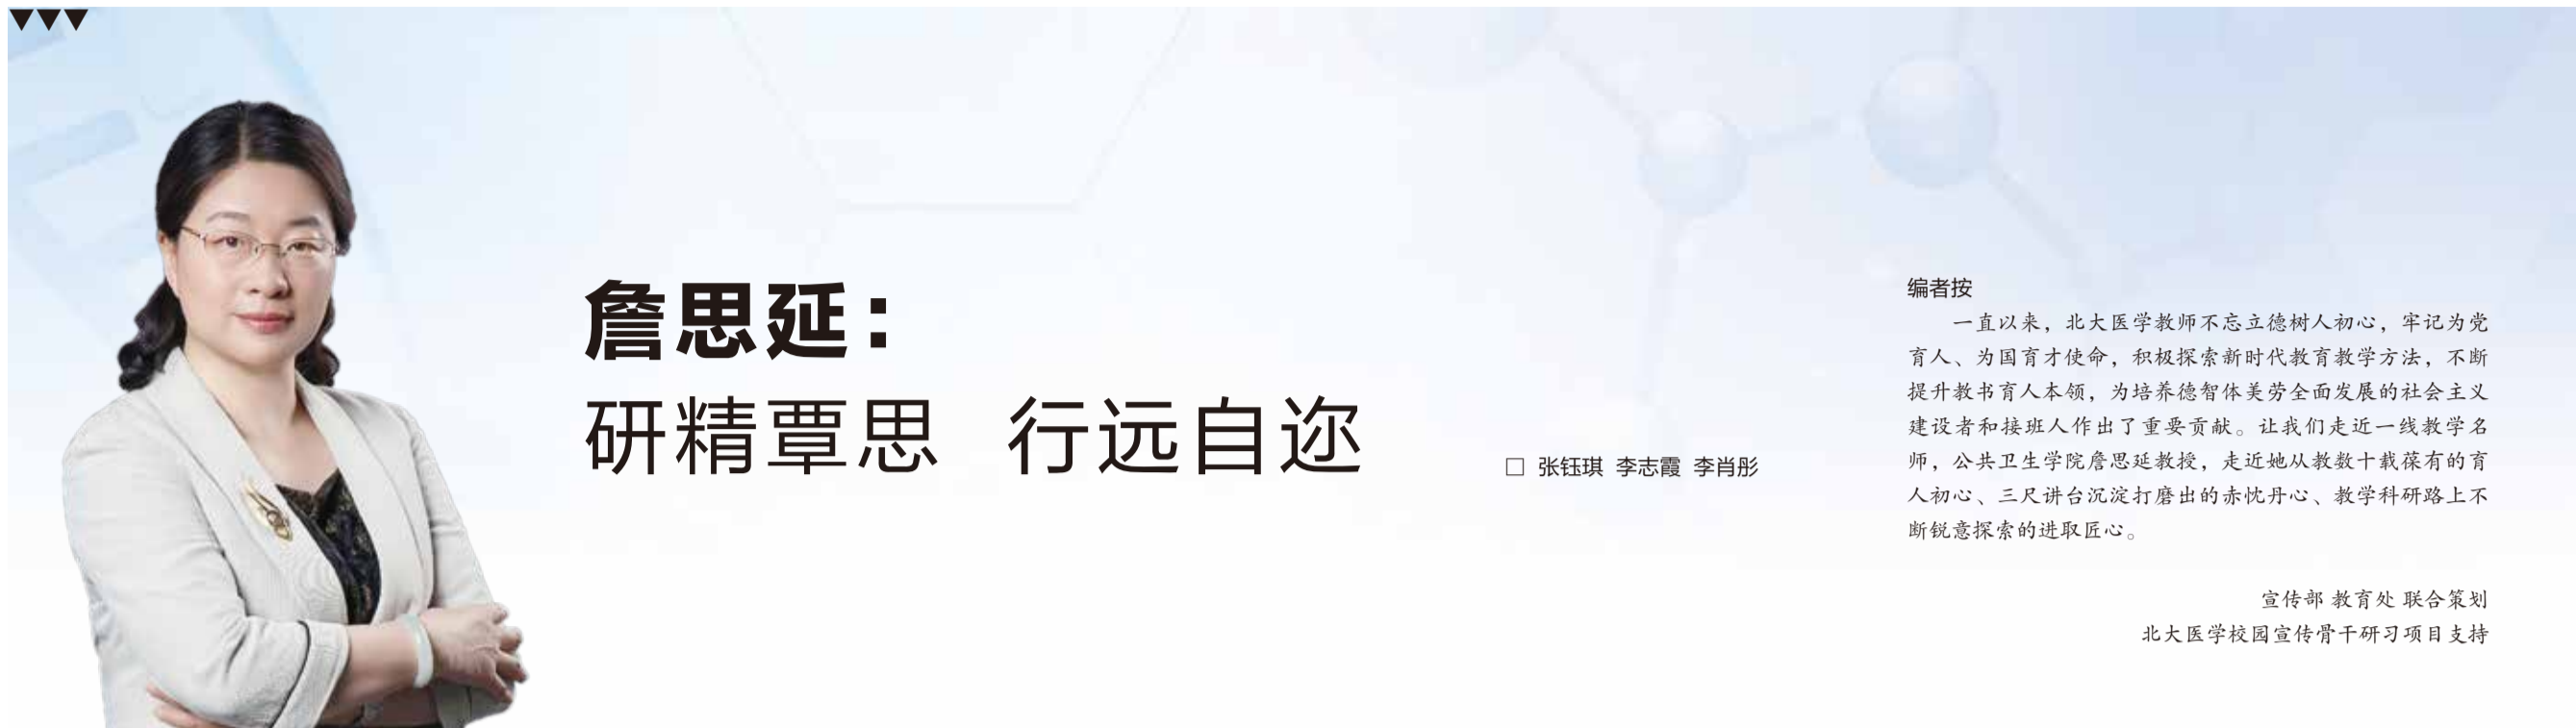 詹思延：
研精覃思 行远自迩
□ 张钰琪 李志霞 李肖彤
编者按
一直以来，北大医学教师不忘立德树人初心，牢记为党
育人、为国育才使命，积极探索新时代教育教学方法，不断
提升教书育人本领，为培养德智体美劳全面发展的社会主义
建设者和接班人作出了重要贡献。让我们走近一线教学名
师，公共卫生学院詹思延教授，走近她从教数十载葆有的育
人初心、三尺讲台沉淀打磨出的赤忱丹心、教学科研路上不
断锐意探索的进取匠心。
宣传部 教育处 联合策划
北大医学校园宣传骨干研习项目支持